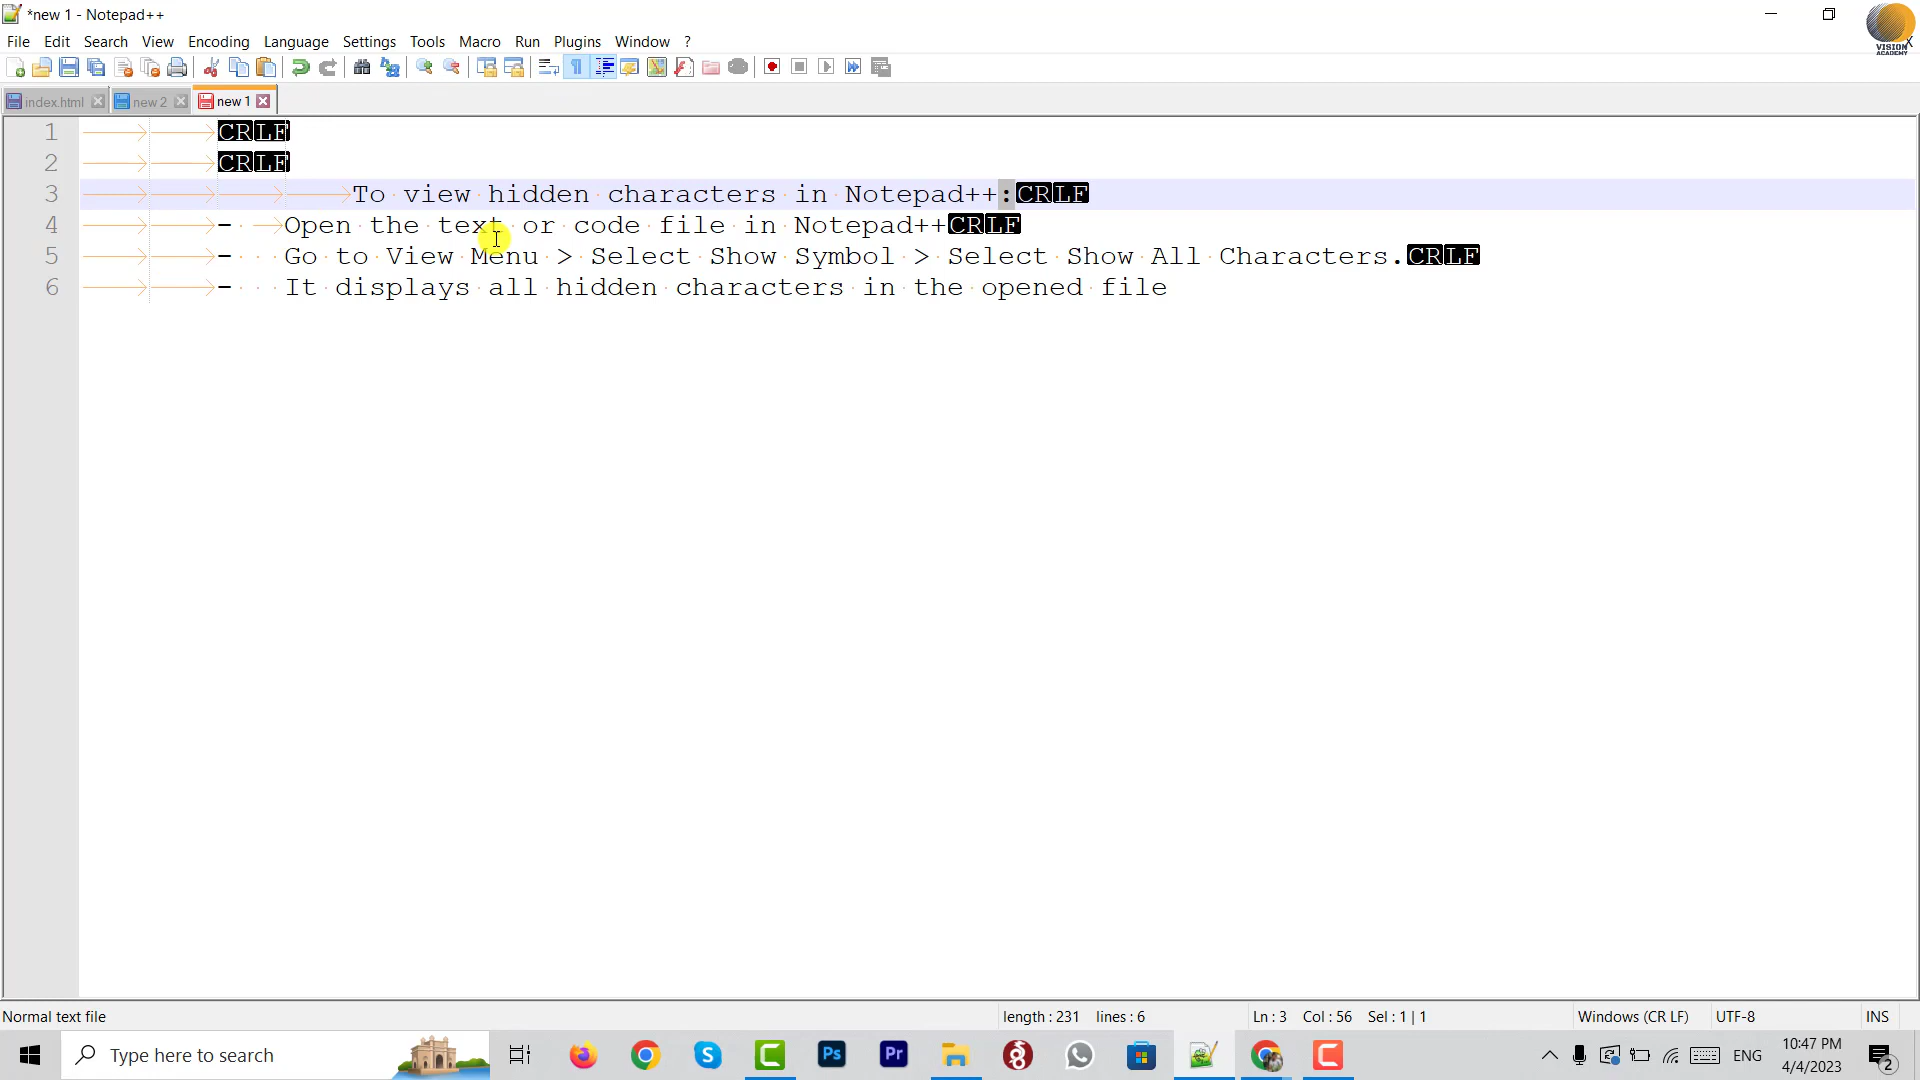 *new 1 - Notepad++
VISION
ACADEMY
File Edit Search View Encoding Language Settings Tools Macro Run Plugins Window ? X
index.html new 2 new 1
1 CRLF
2 CRLF
3 To view hidden characters in Notepad++:CRLF
4 - Open the text or code file in Notepad++CRLF
5 - Go to View Menu > Select Show Symbol > Select Show All Characters.CRLF
6 - It displays all hidden characters in the opened file
Normal text file length : 231 lines : 6 Ln : 3 Col : 56 Sel : 1 | 1 Windows (CR LF) UTF-8 INS
Type here to search Ps Pr ENG 10:47 PM
4/4/2023 2